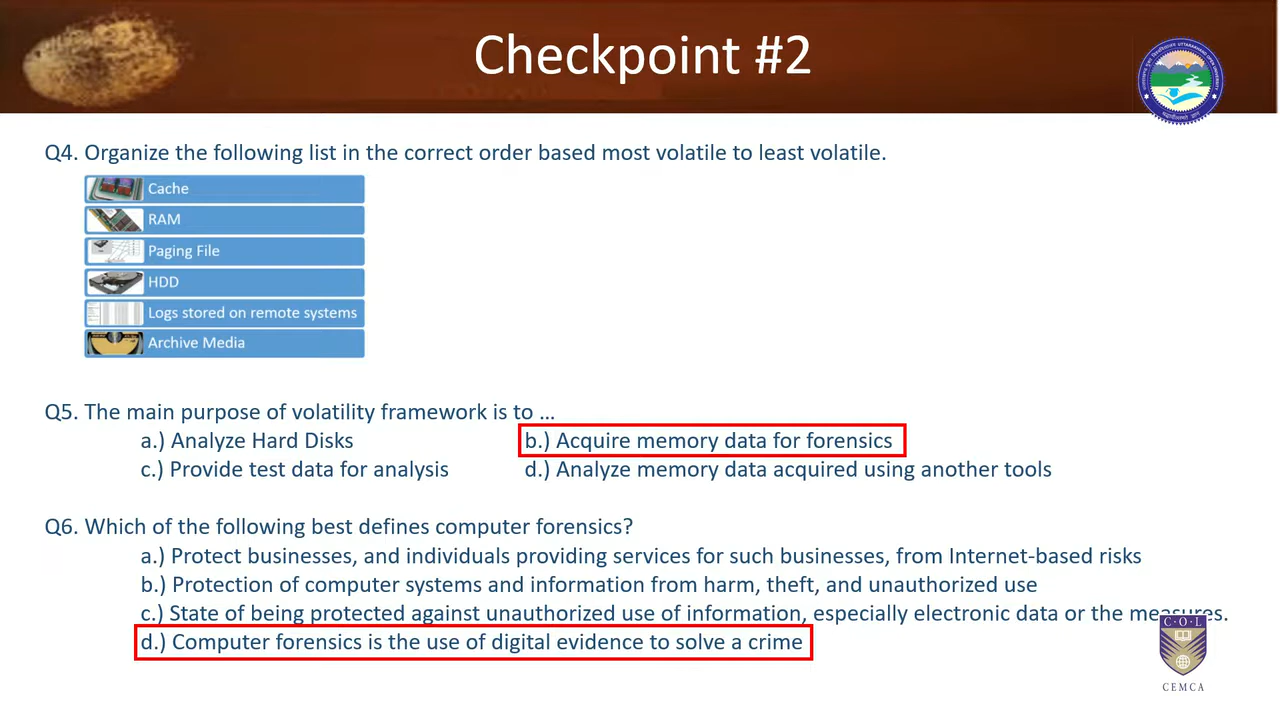 Checkpoint #2
Q4. Organize the following list in the correct order based most volatile to least volatile.
Cache
RAM
Paging File
HDD
Logs stored on remote systems
Archive Media
Q5. The main purpose of volatility framework is to …
a.) Analyze Hard Disks
b.) Acquire memory data for forensics
c.) Provide test data for analysis
d.) Analyze memory data acquired using another tools
Q6. Which of the following best defines computer forensics?
a.) Protect businesses, and individuals providing services for such businesses, from Internet-based risks
b.) Protection of computer systems and information from harm, theft, and unauthorized use
c.) State of being protected against unauthorized use of information, especially electronic data or the measures.
d.) Computer forensics is the use of digital evidence to solve a crime
C·O·L
CEMCA